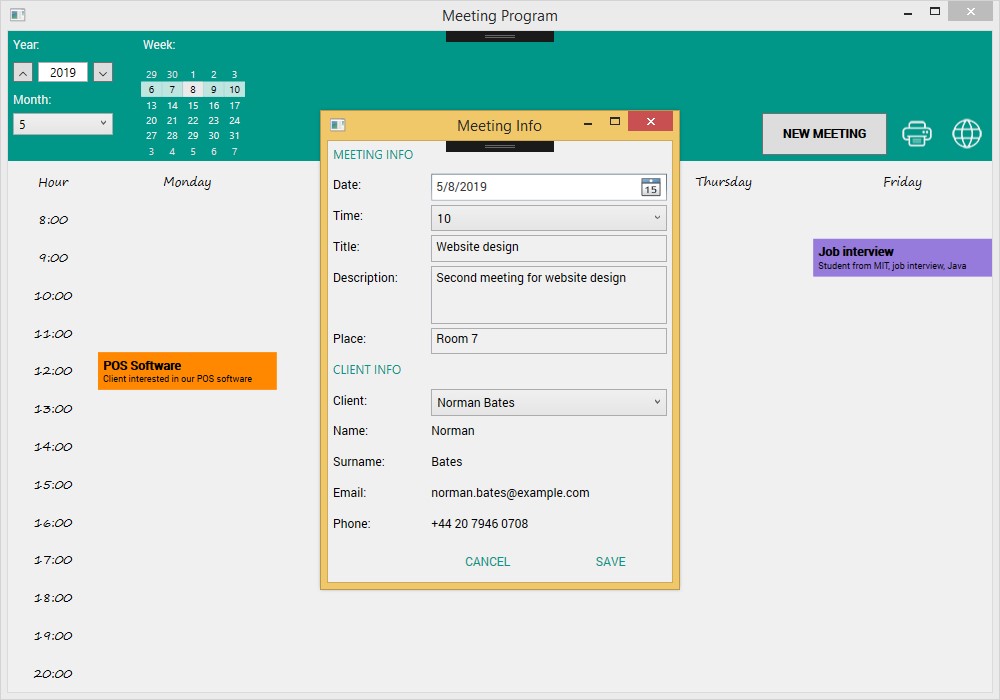 Meeting Program
Year:
2019
Month:
5
Week:
29 30 1 2 3
6 7 8 9 10
13 14 15 16 17
20 21 22 23 24
27 28 29 30 31
3 4 5 6 7
NEW MEETING
Hour Monday Thursday Friday
8:00
9:00
10:00
11:00
12:00
13:00
14:00
15:00
16:00
17:00
18:00
19:00
20:00
POS Software
Client interested in our POS software
Job interview
Student from MIT, job interview, Java
Meeting Info
MEETING INFO
Date: 5/8/2019 15
Time: 10
Title: Website design
Description: Second meeting for website design
Place: Room 7
CLIENT INFO
Client: Norman Bates
Name: Norman
Surname: Bates
Email: norman.bates@example.com
Phone: +44 20 7946 0708
CANCEL SAVE